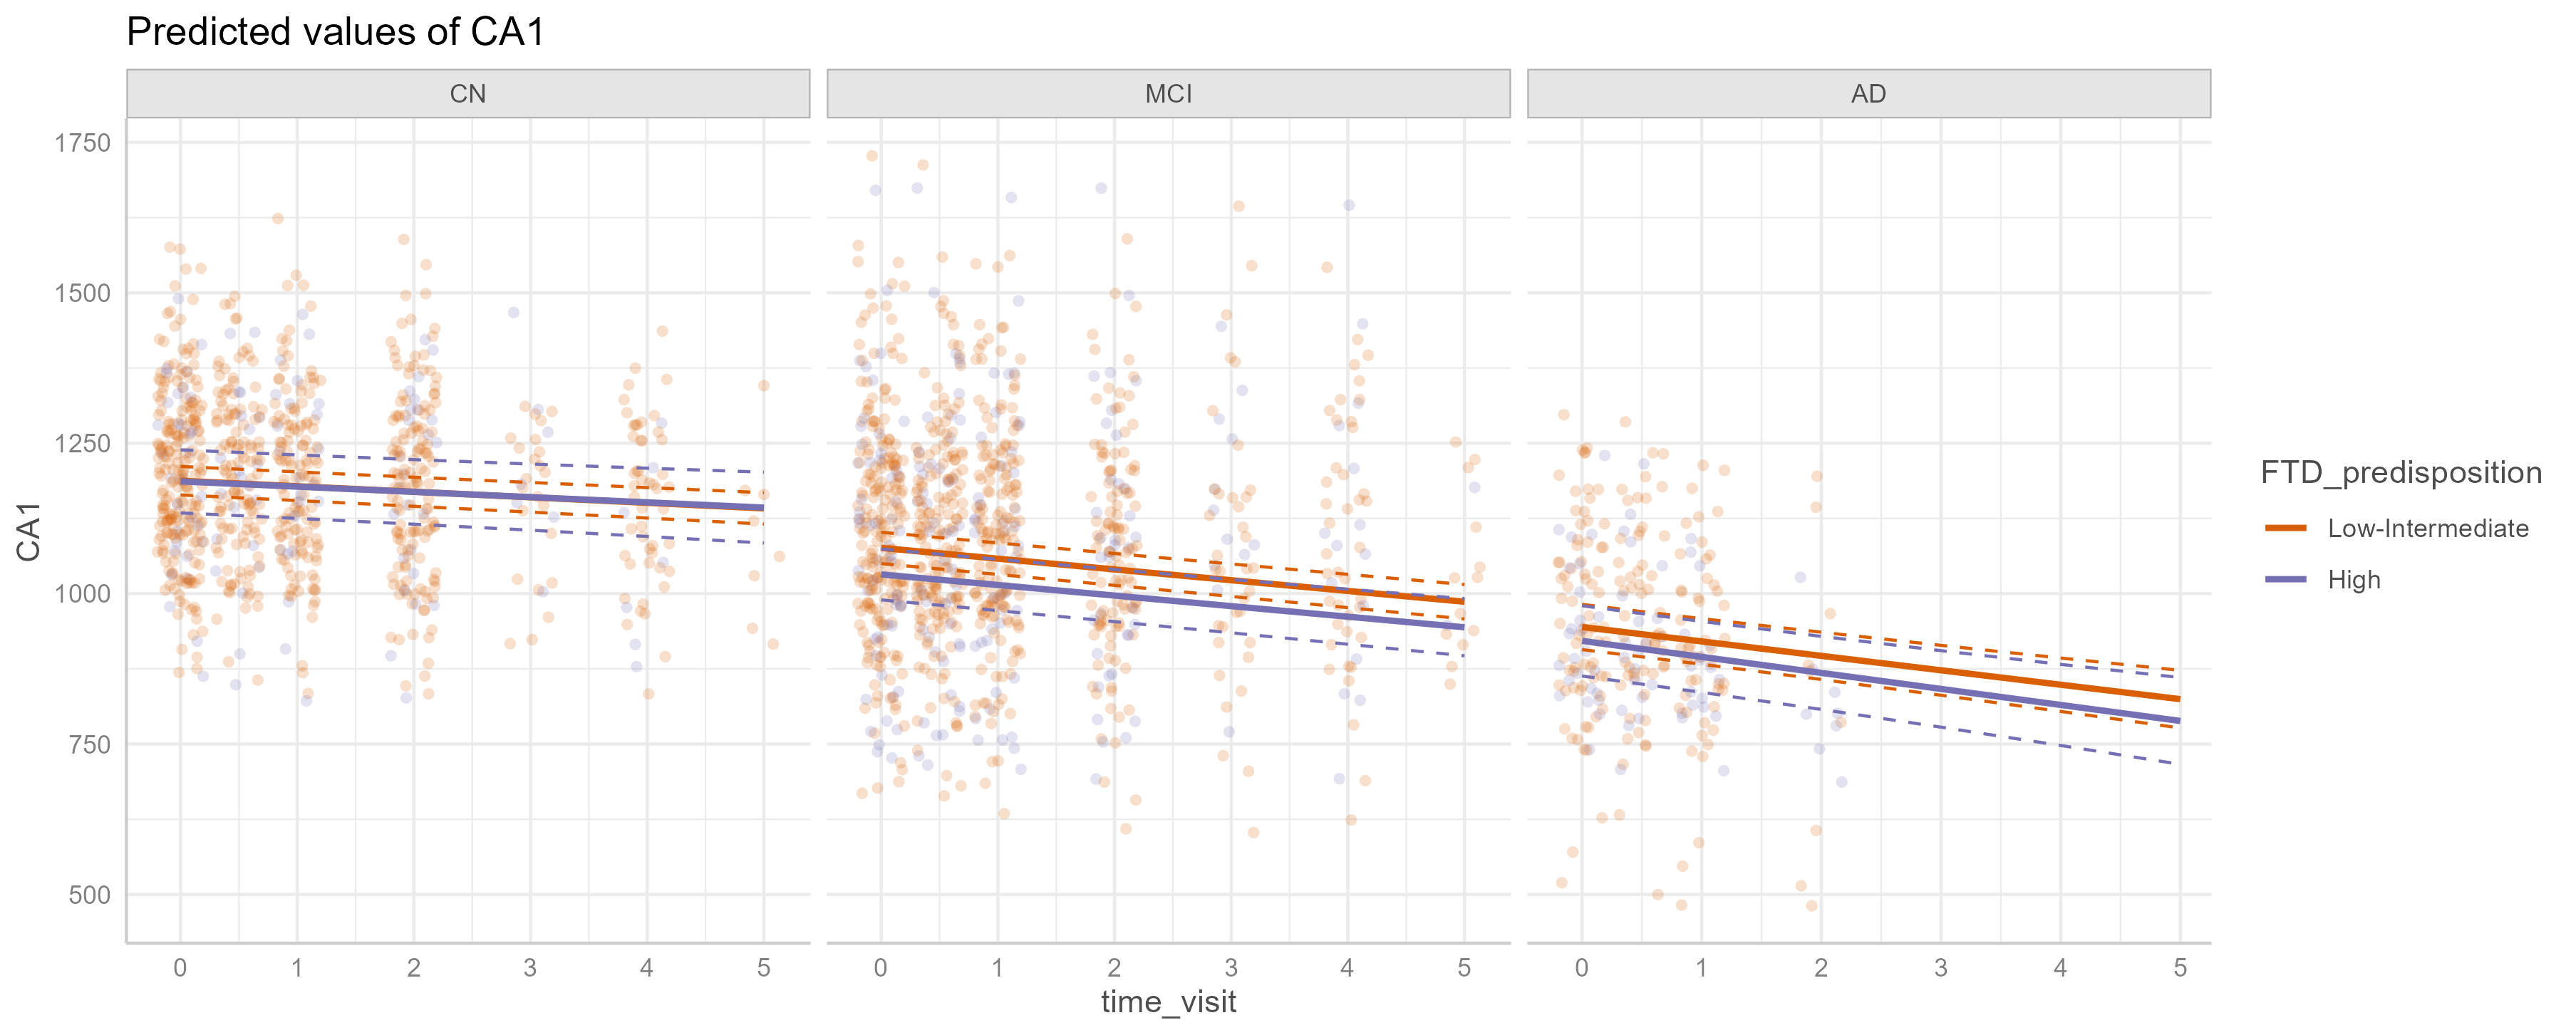 Predicted values of CA1
CN
MCI
AD
1750
1500
1250
1000
750
500
CA1
0 1 2 3 4 5
0 1 2 3 4 5
0 1 2 3 4 5
time_visit
FTD_predisposition
Low-Intermediate
High